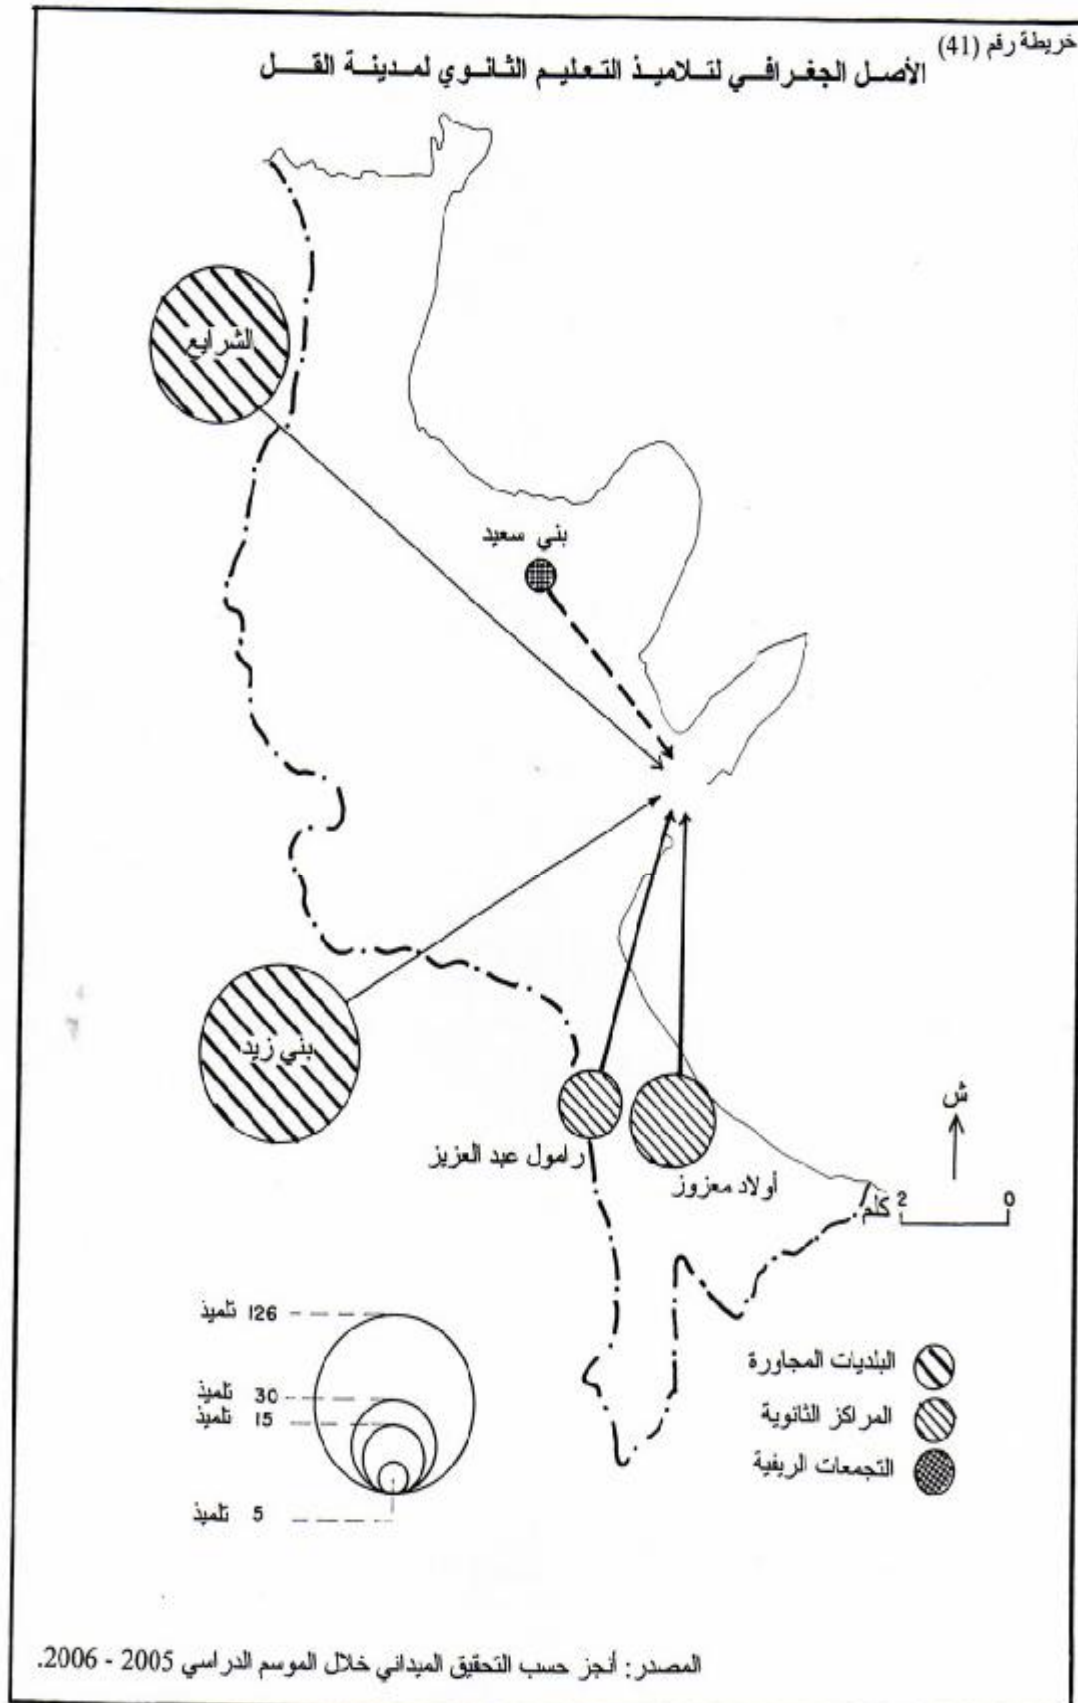 خريطة رقم (41)
الأصل الجغرافي لتلاميذ التعليم الثانوي لمدينة القل
الشرايع
بني سعيد
بني زيد
رامول عبد العزيز
أولاد معزوز
ش
كلم 2 0
126 تلميذ
30 تلميذ
15 تلميذ
5 تلميذ
البلديات المجاورة
المراكز الثانوية
التجمعات الريفية
المصدر: أنجز حسب التحقيق الميداني خلال الموسم الدراسي 2005 - 2006.